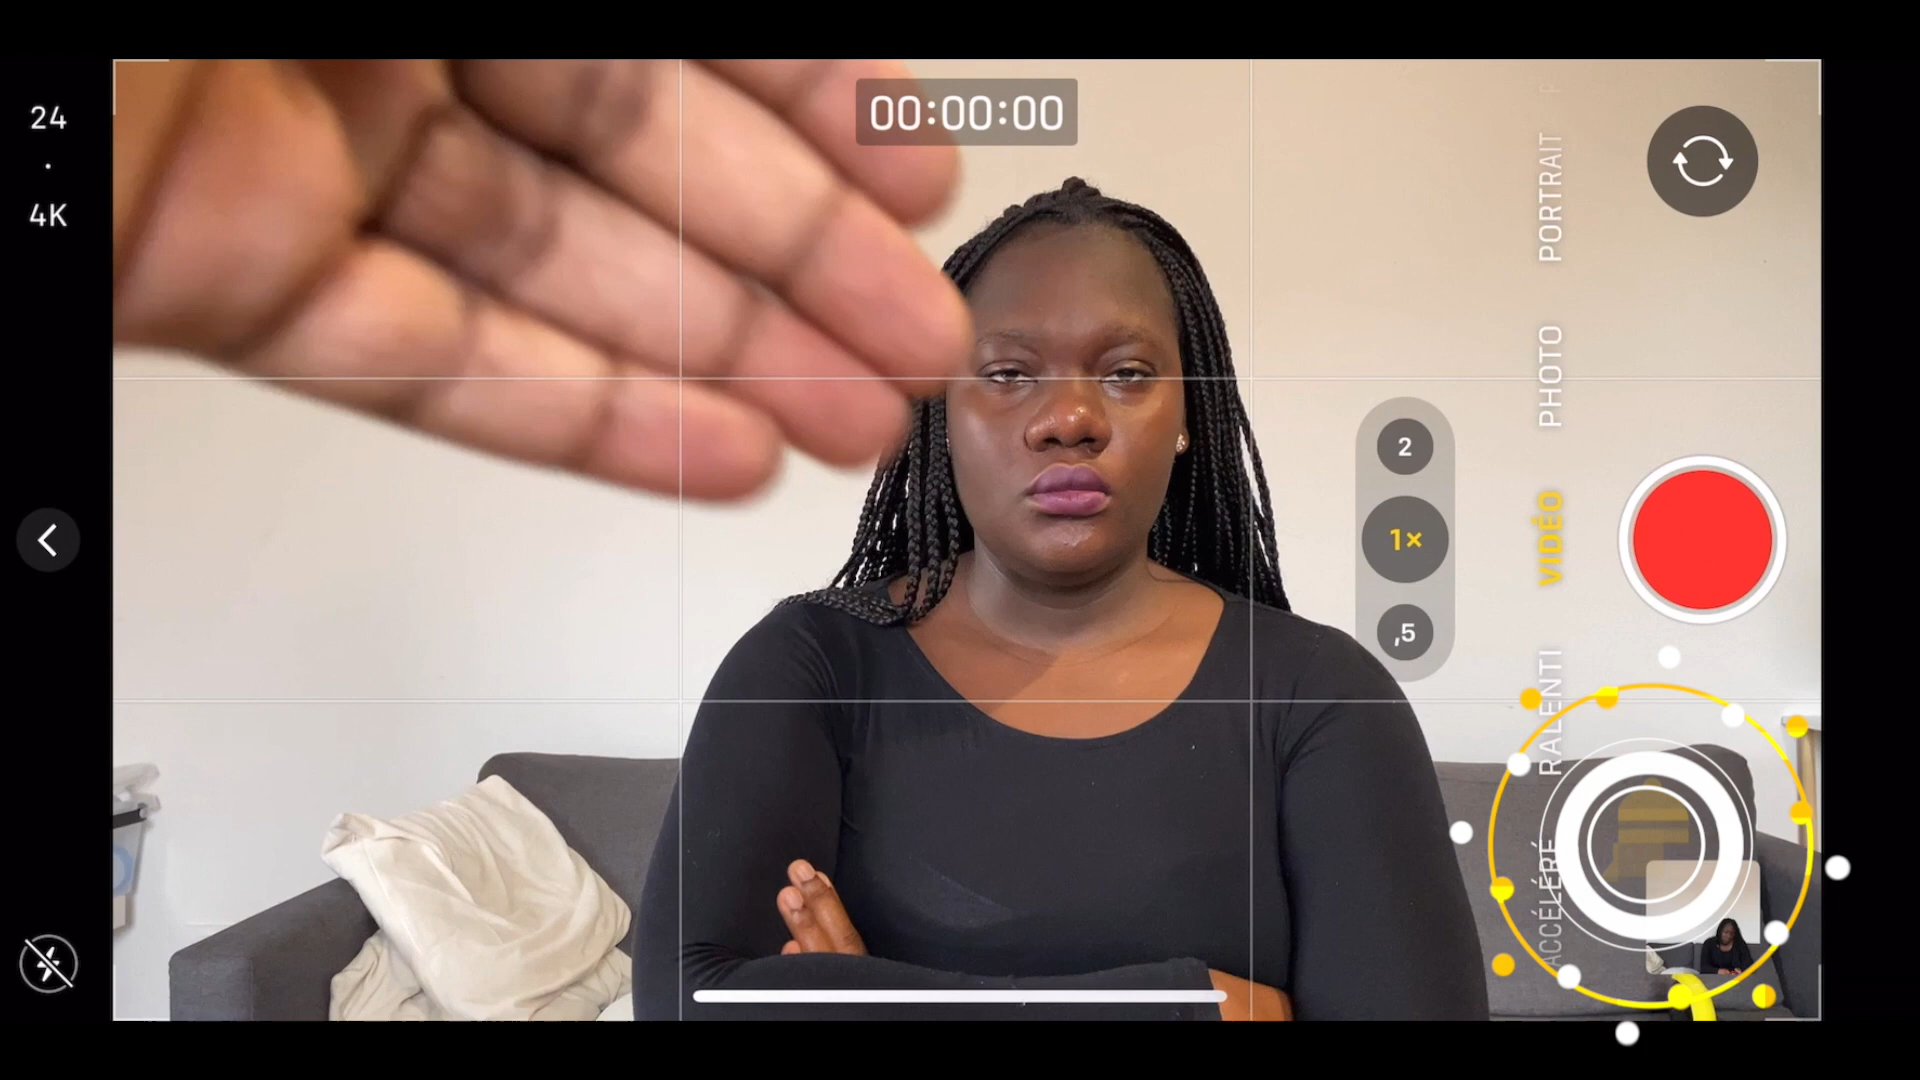 24
·
4K
00:00:00
PORTRAIT
PHOTO
VIDÉO
RALENTI
ACCÉLÉRÉ
2
1×
,5